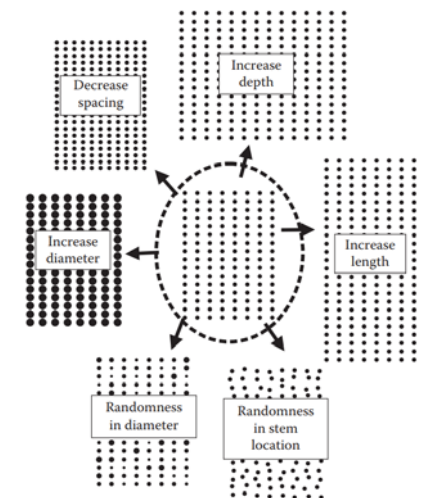 Increase
depth
Decrease
spacing
Increase
diameter
Increase
length
Randomness
in diameter
Randomness
in stem
location